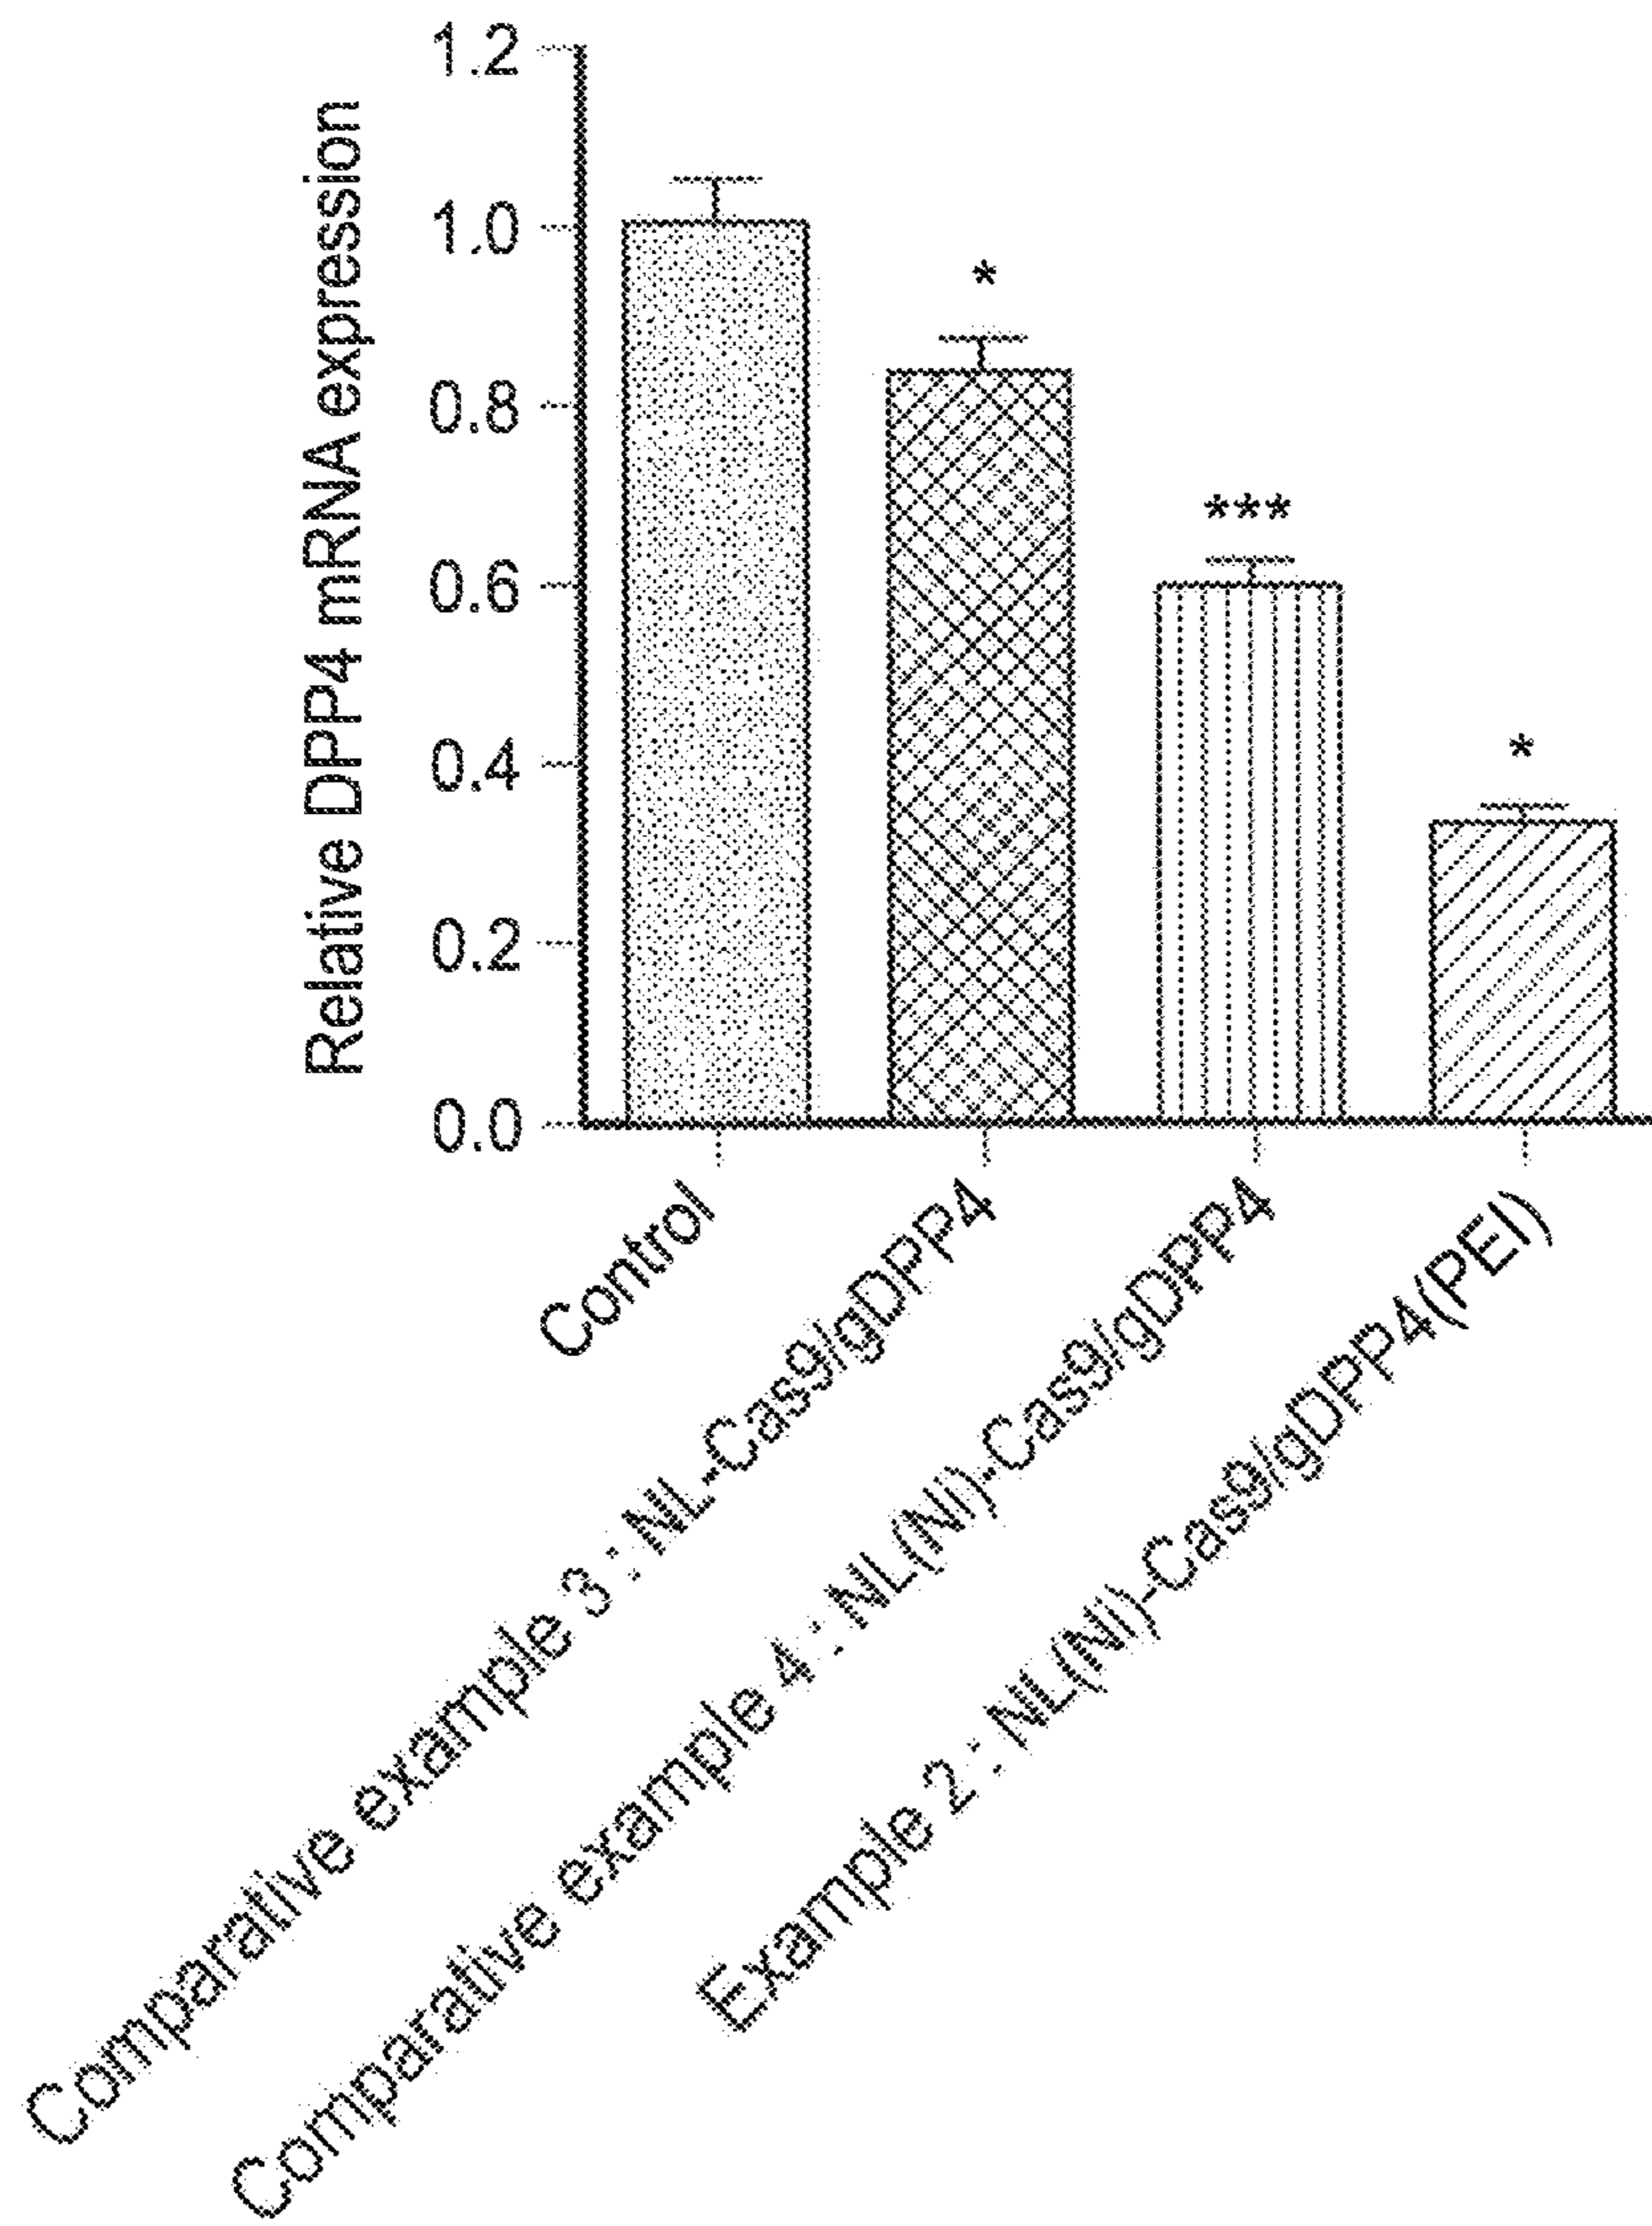 Relative DPP4 mRNA expression
1.2
1.0
0.8
0.6
0.4
0.2
0.0
*
***
*
Control
Comparative example 3 : NL-Cas9/gDPP4
Comparative example 4 : NL(Ni)-Cas9/gDPP4
Example 2 : NL(Ni)-Cas9/gDPP4(PEI)